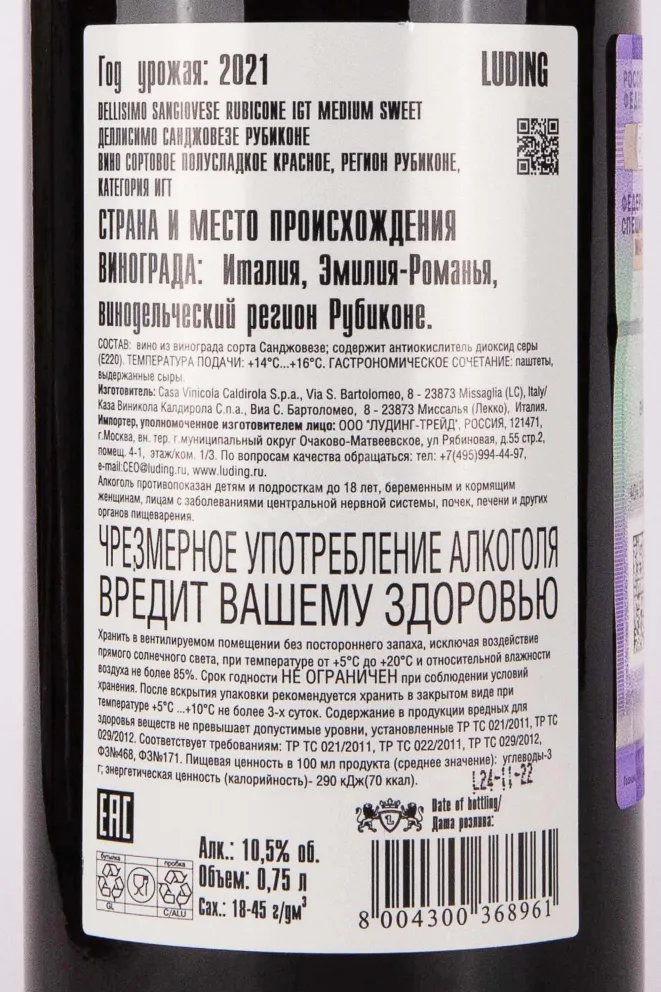 Год урожая: 2021
LUDING
DELLISIMO SANGIOVESE RUBICONE IGT MEDIUM SWEET
ДЕЛЛИСИМО САНДЖОВЕЗЕ РУБИКОНЕ
ВИНО СОРТОВОЕ ПОЛУСЛАДКОЕ КРАСНОЕ, РЕГИОН РУБИКОНЕ,
КАТЕГОРИЯ ИГТ
СТРАНА И МЕСТО ПРОИСХОЖДЕНИЯ
ВИНОГРАДА: Италия, Эмилия-Романья,
винодельческий регион Рубиконе.
СОСТАВ: вино из винограда сорта Санджовезе; содержит антиокислитель диоксид серы
(E220). ТЕМПЕРАТУРА ПОДАЧИ: +14°C...+16°C. ГАСТРОНОМИЧЕСКОЕ СОЧЕТАНИЕ: паштеты,
выдержанные сыры.
Изготовитель: Casa Vinicola Caldirola S.p.a., Via S. Bartolomeo, 8 - 23873 Missaglia (LC), Italy/
Каза Виникола Калдирола С.п.а., Виа С. Бартоломео, 8 - 23873 Миссалья (Лекко), Италия.
Импортер, уполномоченное изготовителем лицо: ООО "ЛУДИНГ-ТРЕЙД", РОССИЯ, 121471,
г.Москва, вн. тер. г.муниципальный округ Очаково-Матвеевское, ул Рябиновая, д.55 стр.2,
помещ. 4-1, этаж/ком. 1/3. По вопросам качества обращаться: тел.: +7(495)994-44-97,
e-mail:CEO@luding.ru, www.luding.ru.
Алкоголь противопоказан детям и подросткам до 18 лет, беременным и кормящим
женщинам, лицам с заболеваниями центральной нервной системы, почек, печени и других
органов пищеварения.
ЧРЕЗМЕРНОЕ УПОТРЕБЛЕНИЕ АЛКОГОЛЯ
ВРЕДИТ ВАШЕМУ ЗДОРОВЬЮ
Хранить в вентилируемом помещении без постороннего запаха, исключая воздействие
прямого солнечного света, при температуре от +5°C до +20°C и относительной влажности
воздуха не более 85%. Срок годности НЕ ОГРАНИЧЕН при соблюдении условий
хранения. После вскрытия упаковки рекомендуется хранить в закрытом виде при
температуре +5°C ...+10°C не более 3-х суток. Содержание в продукции вредных для
здоровья веществ не превышает допустимые уровни, установленные ТР ТС 021/2011, ТР ТС
029/2012. Соответствует требованиям: ТР ТС 021/2011, ТР ТС 022/2011, ТР ТС 029/2012,
ФЗ№468, ФЗ№171. Пищевая ценность в 100 мл продукта (среднее значение): углеводы-3
г; энергетическая ценность (калорийность)- 290 кДж(70 ккал).
L24-11-22
EAC
Date of bottling/
Дата розлива:
Алк.: 10,5% об.
Объем: 0,75 л
Сах.: 18-45 г/дм³
бутылка
пробка
GL
C/ALU
8 004300 368961